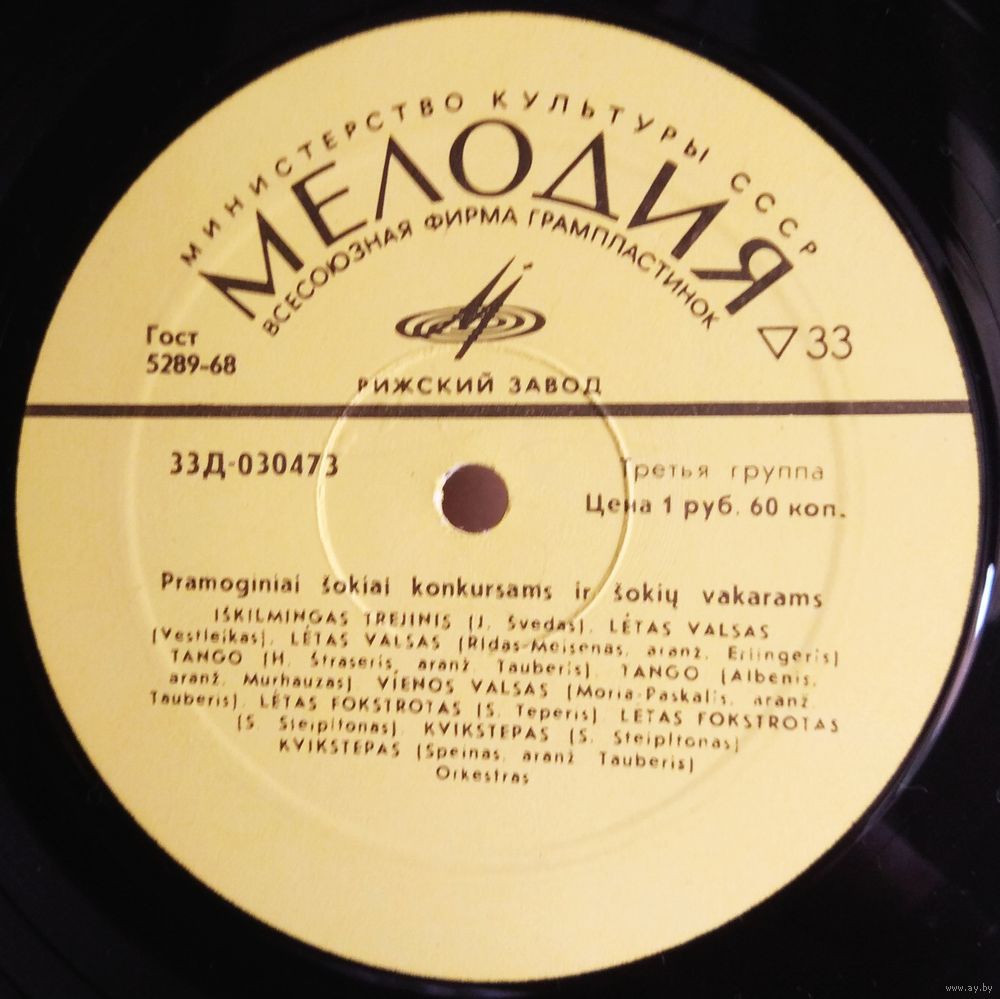 МИНИСТЕРСТВО КУЛЬТУРЫ СССР
МЕЛОДИЯ
ВСЕСОЮЗНАЯ ФИРМА ГРАМПЛАСТИНОК
Гост
5289-68
▽33
РИЖСКИЙ ЗАВОД
33Д-030473
Третья группа
Цена 1 руб. 60 коп.
Pramoginiai šokiai konkursams ir šokių vakarams
IŠKILMINGAS TREJINIS (J. Švedas). LĖTAS VALSAS
(Vestleikas). LĖTAS VALSAS (Ridas-Meisenas, aranž. Erlingeris)
TANGO (H. Štraseris, aranž. Tauberis). TANGO (Albenis,
aranž. Murhauzas) VIENOS VALSAS (Moria-Paskalis, aranž.
Tauberis). LĖTAS FOKSTROTAS (S. Teperis). LĖTAS FOKSTROTAS
(S. Steipltonas). KVIKSTEPAS (S. Steipltonas)
KVIKSTEPAS (Speinas, aranž. Tauberis)
Orkestras
www.ay.by